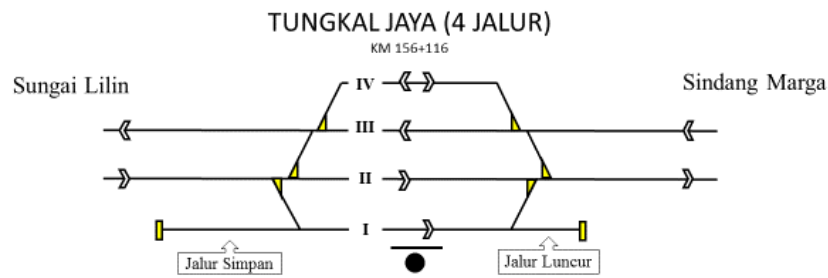 TUNGKAL JAYA (4 JALUR)
KM 156+116
Sungai Lilin
IV
Sindang Marga
III
II
I
Jalur Simpan
Jalur Luncur